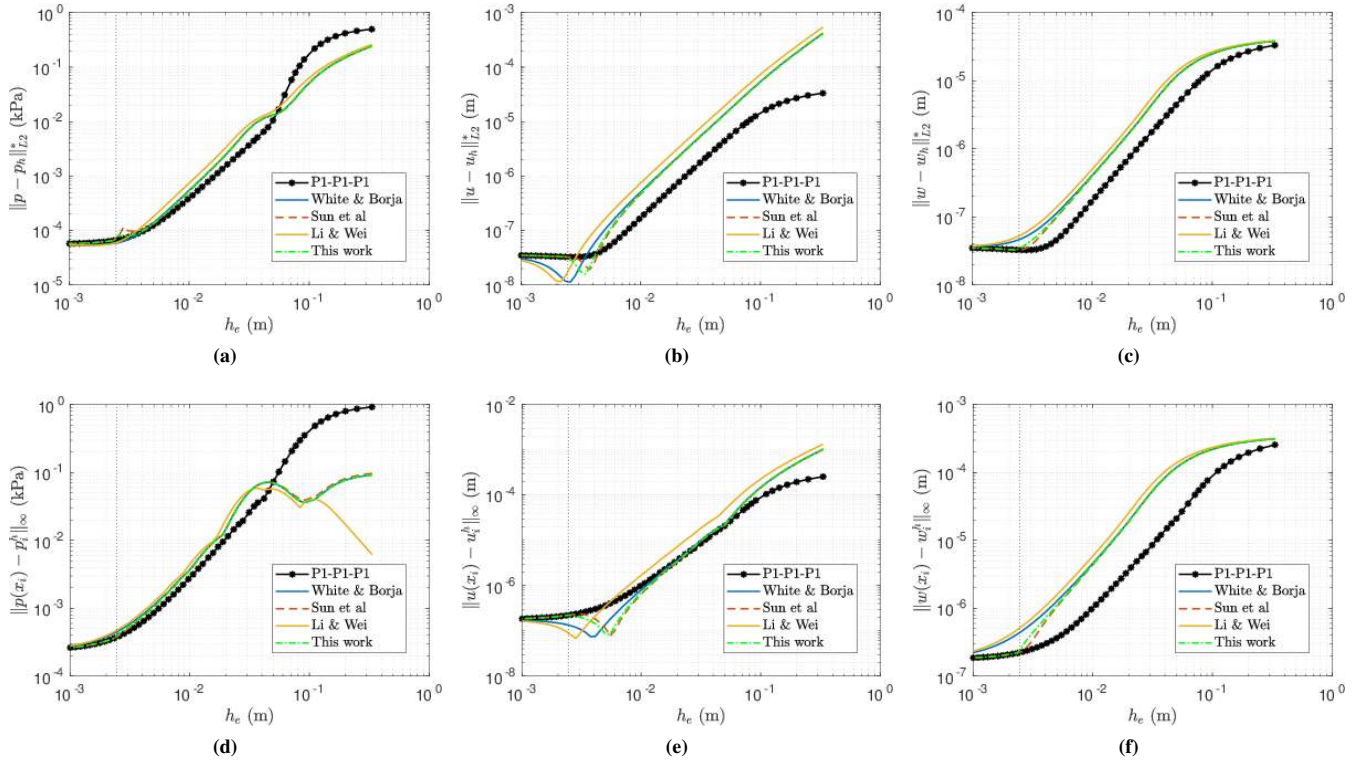 10^0
10^-1
10^-2
10^-3
10^-4
10^-5
‖p − p_h‖*_{L2} (kPa)
P1-P1-P1
White & Borja
Sun et al
Li & Wei
This work
10^-3 10^-2 10^-1 10^0
h_e (m)
(a)
10^-3
10^-4
10^-5
10^-6
10^-7
10^-8
‖u − u_h‖*_{L2} (m)
P1-P1-P1
White & Borja
Sun et al
Li & Wei
This work
10^-3 10^-2 10^-1 10^0
h_e (m)
(b)
10^-4
10^-5
10^-6
10^-7
10^-8
‖w − w_h‖*_{L2} (m)
P1-P1-P1
White & Borja
Sun et al
Li & Wei
This work
10^-3 10^-2 10^-1 10^0
h_e (m)
(c)
10^0
10^-1
10^-2
10^-3
10^-4
‖p(x_i) − p_i^h‖_∞ (kPa)
P1-P1-P1
White & Borja
Sun et al
Li & Wei
This work
10^-3 10^-2 10^-1 10^0
h_e (m)
(d)
10^-2
10^-4
10^-6
10^-8
‖u(x_i) − u_i^h‖_∞ (m)
P1-P1-P1
White & Borja
Sun et al
Li & Wei
This work
10^-3 10^-2 10^-1 10^0
h_e (m)
(e)
10^-3
10^-4
10^-5
10^-6
10^-7
‖w(x_i) − w_i^h‖_∞ (m)
P1-P1-P1
White & Borja
Sun et al
Li & Wei
This work
10^-3 10^-2 10^-1 10^0
h_e (m)
(f)